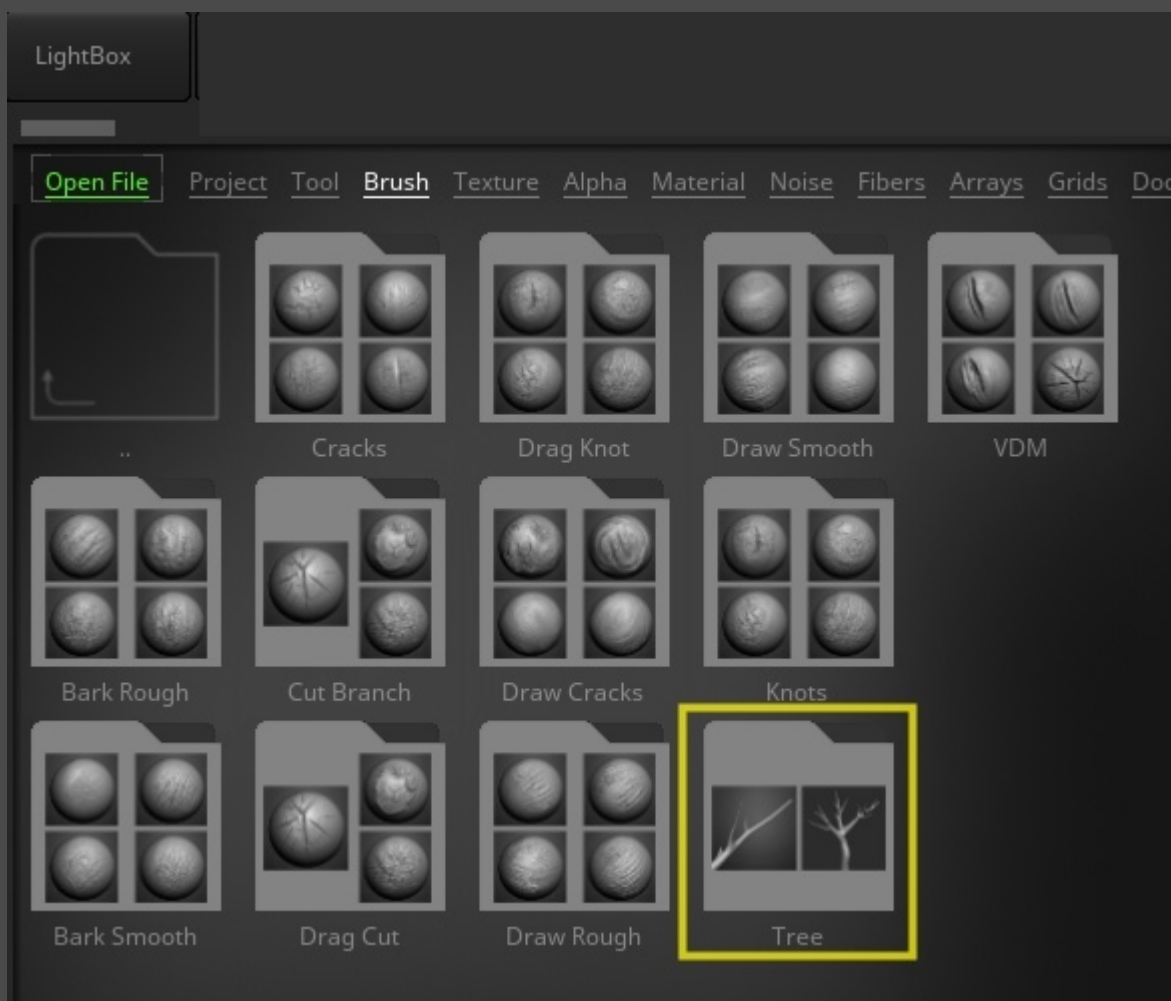 LightBox
Open File Project Tool Brush Texture Alpha Material Noise Fibers Arrays Grids Doc
.. Cracks Drag Knot Draw Smooth VDM
Bark Rough Cut Branch Draw Cracks Knots
Bark Smooth Drag Cut Draw Rough Tree